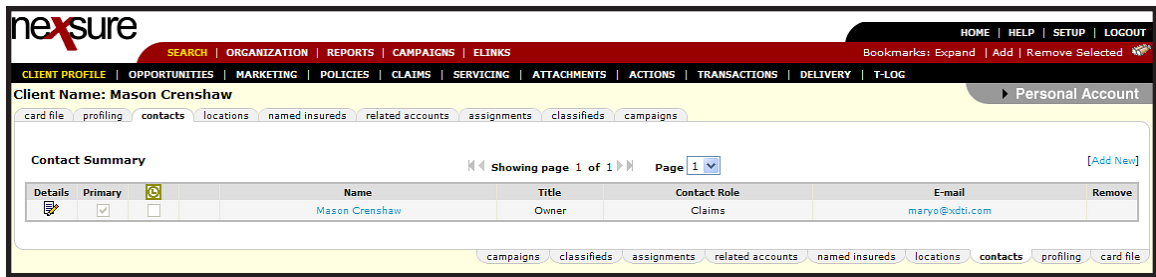 nexsure
HOME | HELP | SETUP | LOGOUT
SEARCH | ORGANIZATION | REPORTS | CAMPAIGNS | ELINKS
Bookmarks: Expand | Add | Remove Selected
CLIENT PROFILE | OPPORTUNITIES | MARKETING | POLICIES | CLAIMS | SERVICING | ATTACHMENTS | ACTIONS | TRANSACTIONS | DELIVERY | T-LOG
Client Name: Mason Crenshaw
Personal Account
card file profiling contacts locations named insureds related accounts assignments classifieds campaigns
Contact Summary
Showing page 1 of 1
Page 1
[Add New]
Details Primary Name Title Contact Role E-mail Remove
Mason Crenshaw Owner Claims maryo@xdti.com
campaigns classifieds assignments related accounts named insureds locations contacts profiling card file